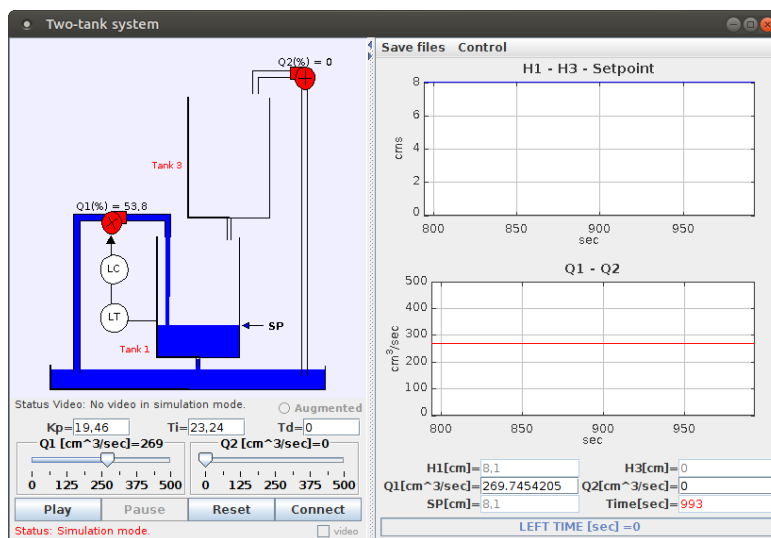 Two-tank system
Q2(%) = 0
Tank 3
Q1(%) = 53,8
LC
LT
SP
Tank 1
Status Video: No video in simulation mode.
Augmented
Kp= 19,46 Ti= 23,24 Td= 0
Q1 [cm^3/sec]=269 Q2 [cm^3/sec]=0
0 125 250 375 500 0 125 250 375 500
Play Pause Reset Connect
Status: Simulation mode. video
Save files Control
H1 - H3 - Setpoint
8
6
4
2
0
cms
800 850 900 950
sec
Q1 - Q2
500
400
300
200
100
0
cm³/sec
800 850 900 950
sec
H1[cm]= 8,1 H3[cm]= 0
Q1[cm^3/sec]= 269.7454205 Q2[cm^3/sec]= 0
SP[cm]= 8,1 Time[sec]= 993
LEFT TIME [sec] =0